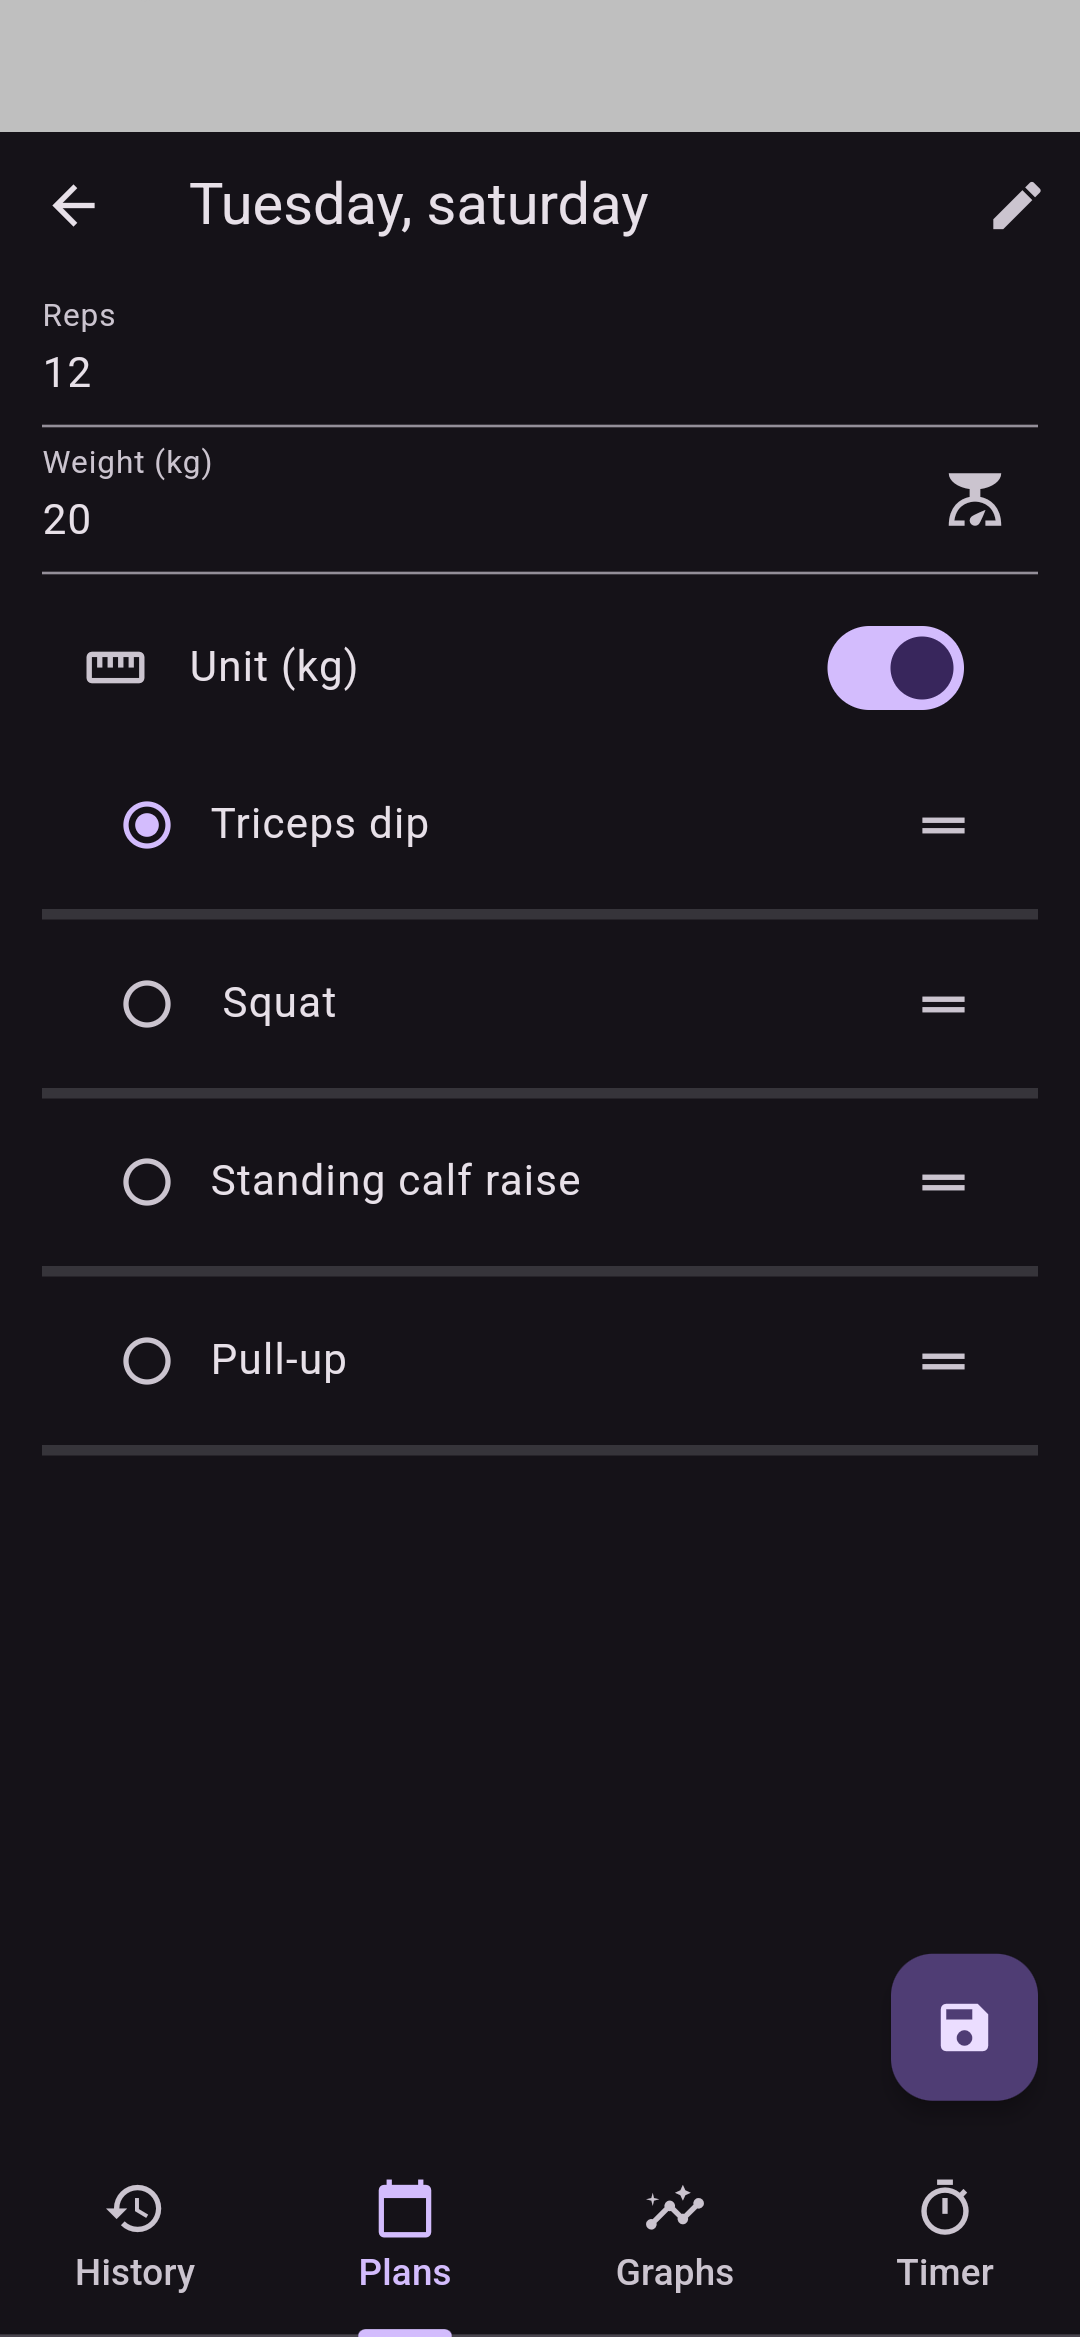 Tuesday, saturday
Reps
12
Weight (kg)
20
Unit (kg)
Triceps dip
Squat
Standing calf raise
Pull-up
History
Plans
Graphs
Timer